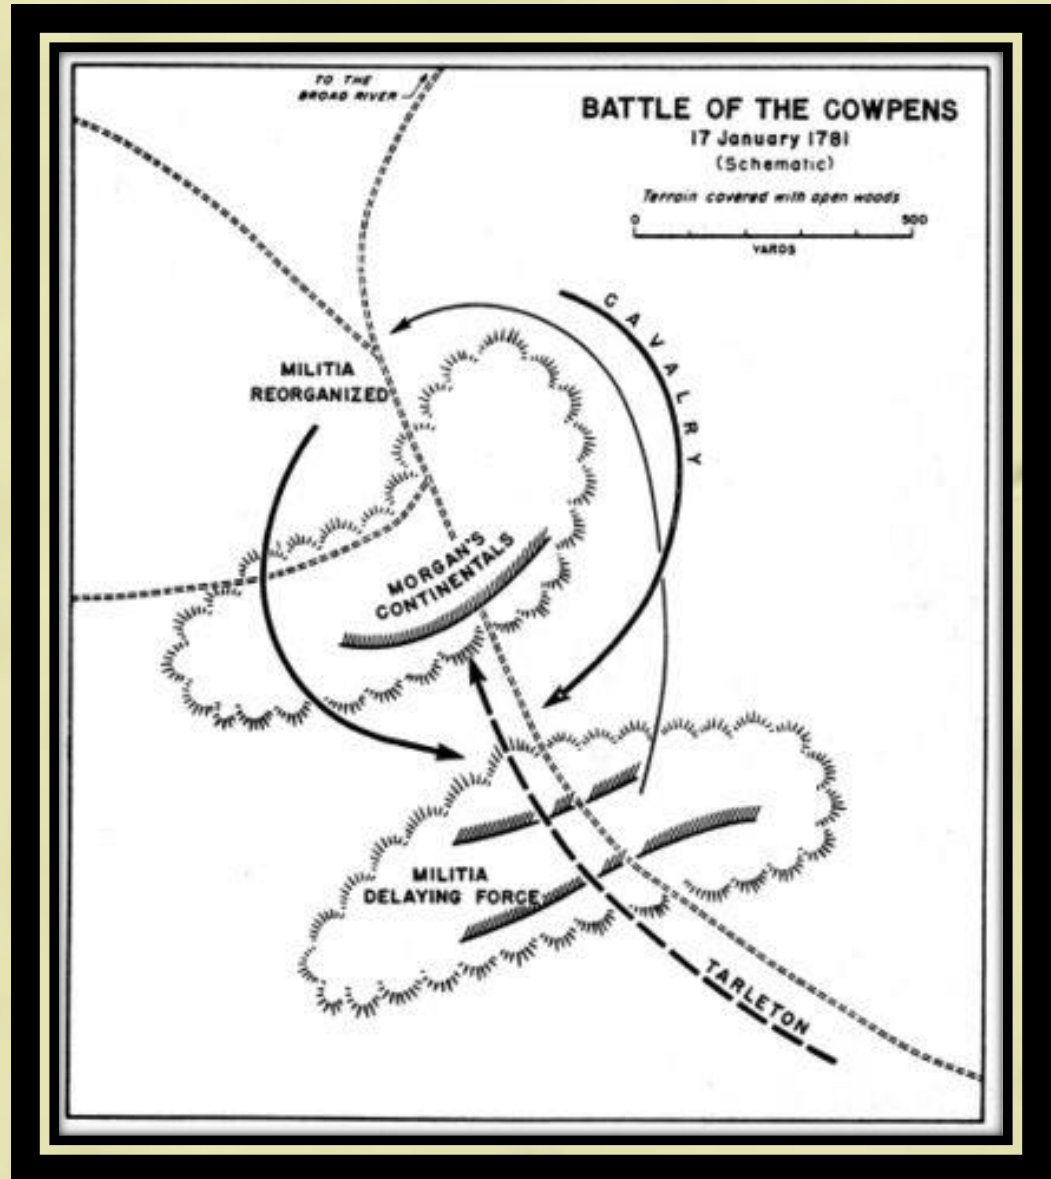 TO THE
BROAD RIVER
BATTLE OF THE COWPENS
17 January 1781
(Schematic)
Terrain covered with open woods
0 500
YARDS
CAVALRY
MILITIA
REORGANIZED
MORGAN'S
CONTINENTALS
MILITIA
DELAYING FORCE
TARLETON